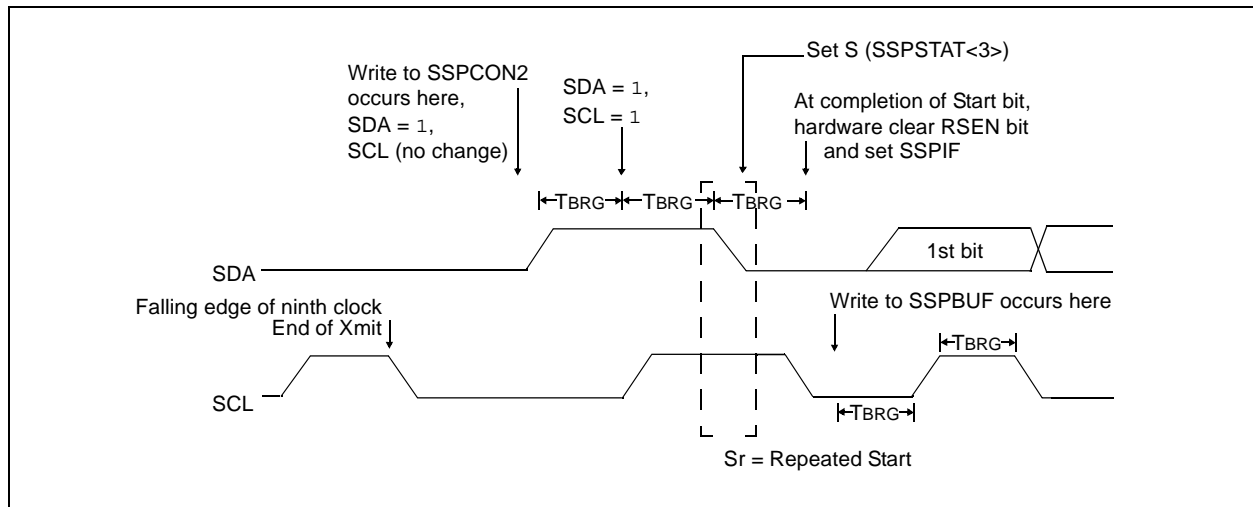 Set S (SSPSTAT<3>)
Write to SSPCON2
occurs here,
SDA = 1,
SCL (no change)
SDA = 1,
SCL = 1
At completion of Start bit,
hardware clear RSEN bit
and set SSPIF
TBRG
TBRG
TBRG
SDA
1st bit
Falling edge of ninth clock
End of Xmit
Write to SSPBUF occurs here
TBRG
SCL
TBRG
Sr = Repeated Start